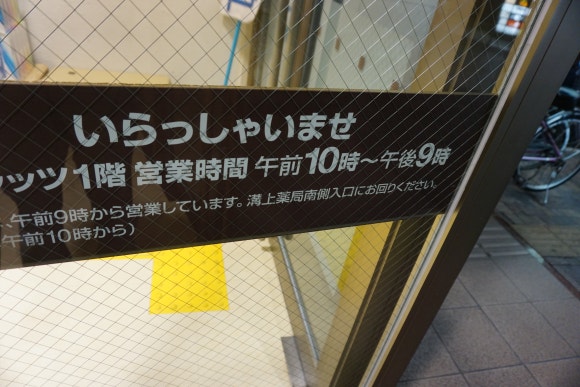 いらっしゃいませ
ッツ 1階 営業時間 午前10時～午後9時
、午前9時から営業しています。溝上薬局南側入口にお回りください。
午前10時から)